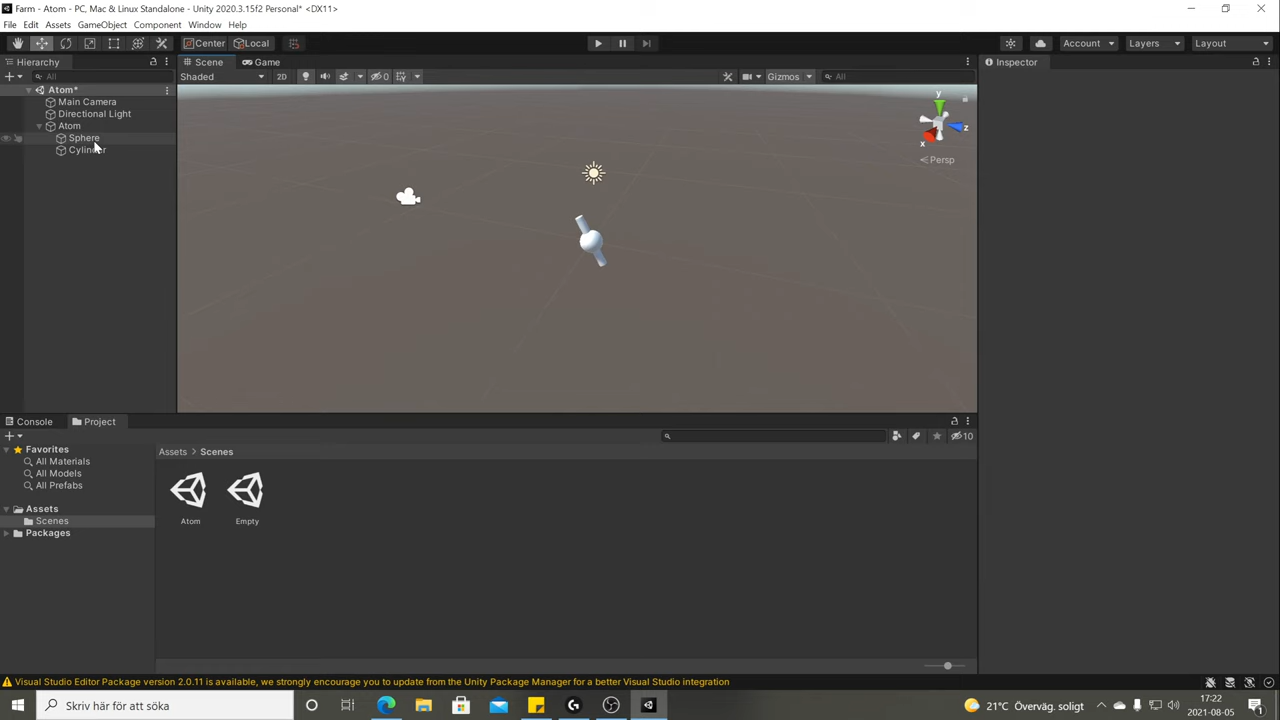 Farm - Atom - PC, Mac & Linux Standalone - Unity 2020.3.15f2 Personal* <DX11>
File Edit Assets GameObject Component Window Help
Center Local Account Layers Layout
Hierarchy Scene Game Inspector
All Shaded 2D 0 Gizmos All
Atom*
Main Camera
Directional Light
Atom
Sphere
Cylinder
y
z
x
Persp
Console Project
10
Favorites Assets > Scenes
All Materials
All Models
All Prefabs
Assets
Scenes
Packages
Atom Empty
Visual Studio Editor Package version 2.0.11 is available, we strongly encourage you to update from the Unity Package Manager for a better Visual Studio integration
Skriv här för att söka
21°C Överväg. soligt
17:22
2021-08-05
1